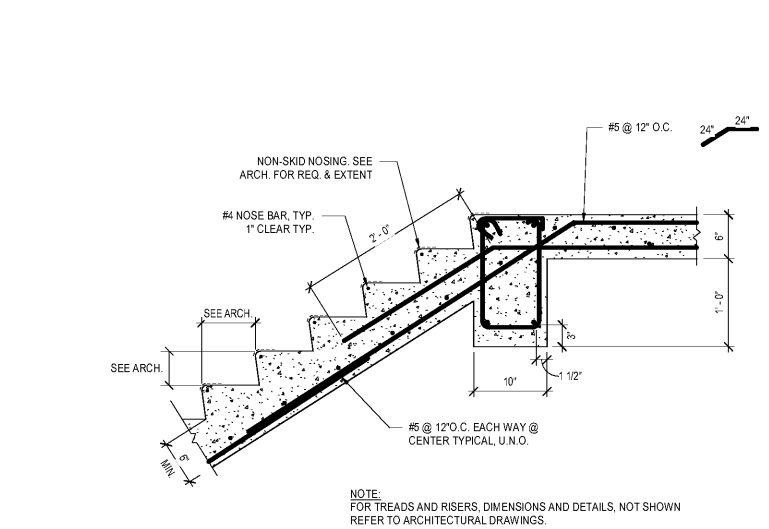 24"
24"
#5 @ 12" O.C.
NON-SKID NOSING. SEE
ARCH. FOR REQ. & EXTENT
#4 NOSE BAR, TYP.
1" CLEAR TYP.
2' - 0"
6"
SEE ARCH.
1' - 0"
3"
SEE ARCH.
1 1/2"
10"
#5 @ 12"O.C. EACH WAY @
CENTER TYPICAL, U.N.O.
6"
MIN.
NOTE:
FOR TREADS AND RISERS, DIMENSIONS AND DETAILS, NOT SHOWN
REFER TO ARCHITECTURAL DRAWINGS.